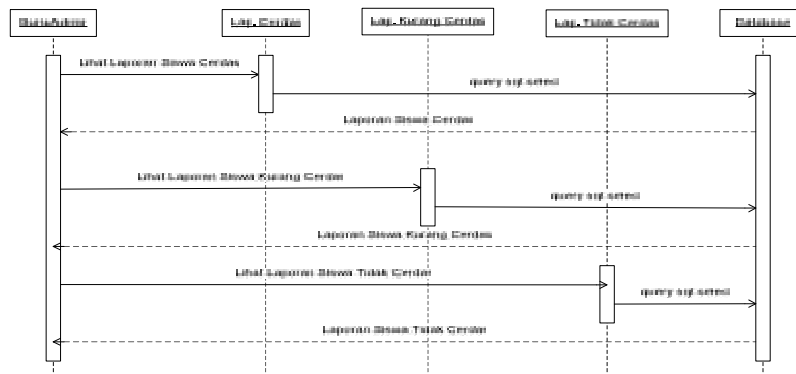 Guru/Admin
Lap. Cerdas
Lap. Kurang Cerdas
Lap. Tidak Cerdas
Database
Lihat Laporan Siswa Cerdas
query sql select
Laporan Siswa Cerdas
Lihat Laporan Siswa Kurang Cerdas
query sql select
Laporan Siswa Kurang Cerdas
Lihat Laporan Siswa Tidak Cerdas
query sql select
Laporan Siswa Tidak Cerdas